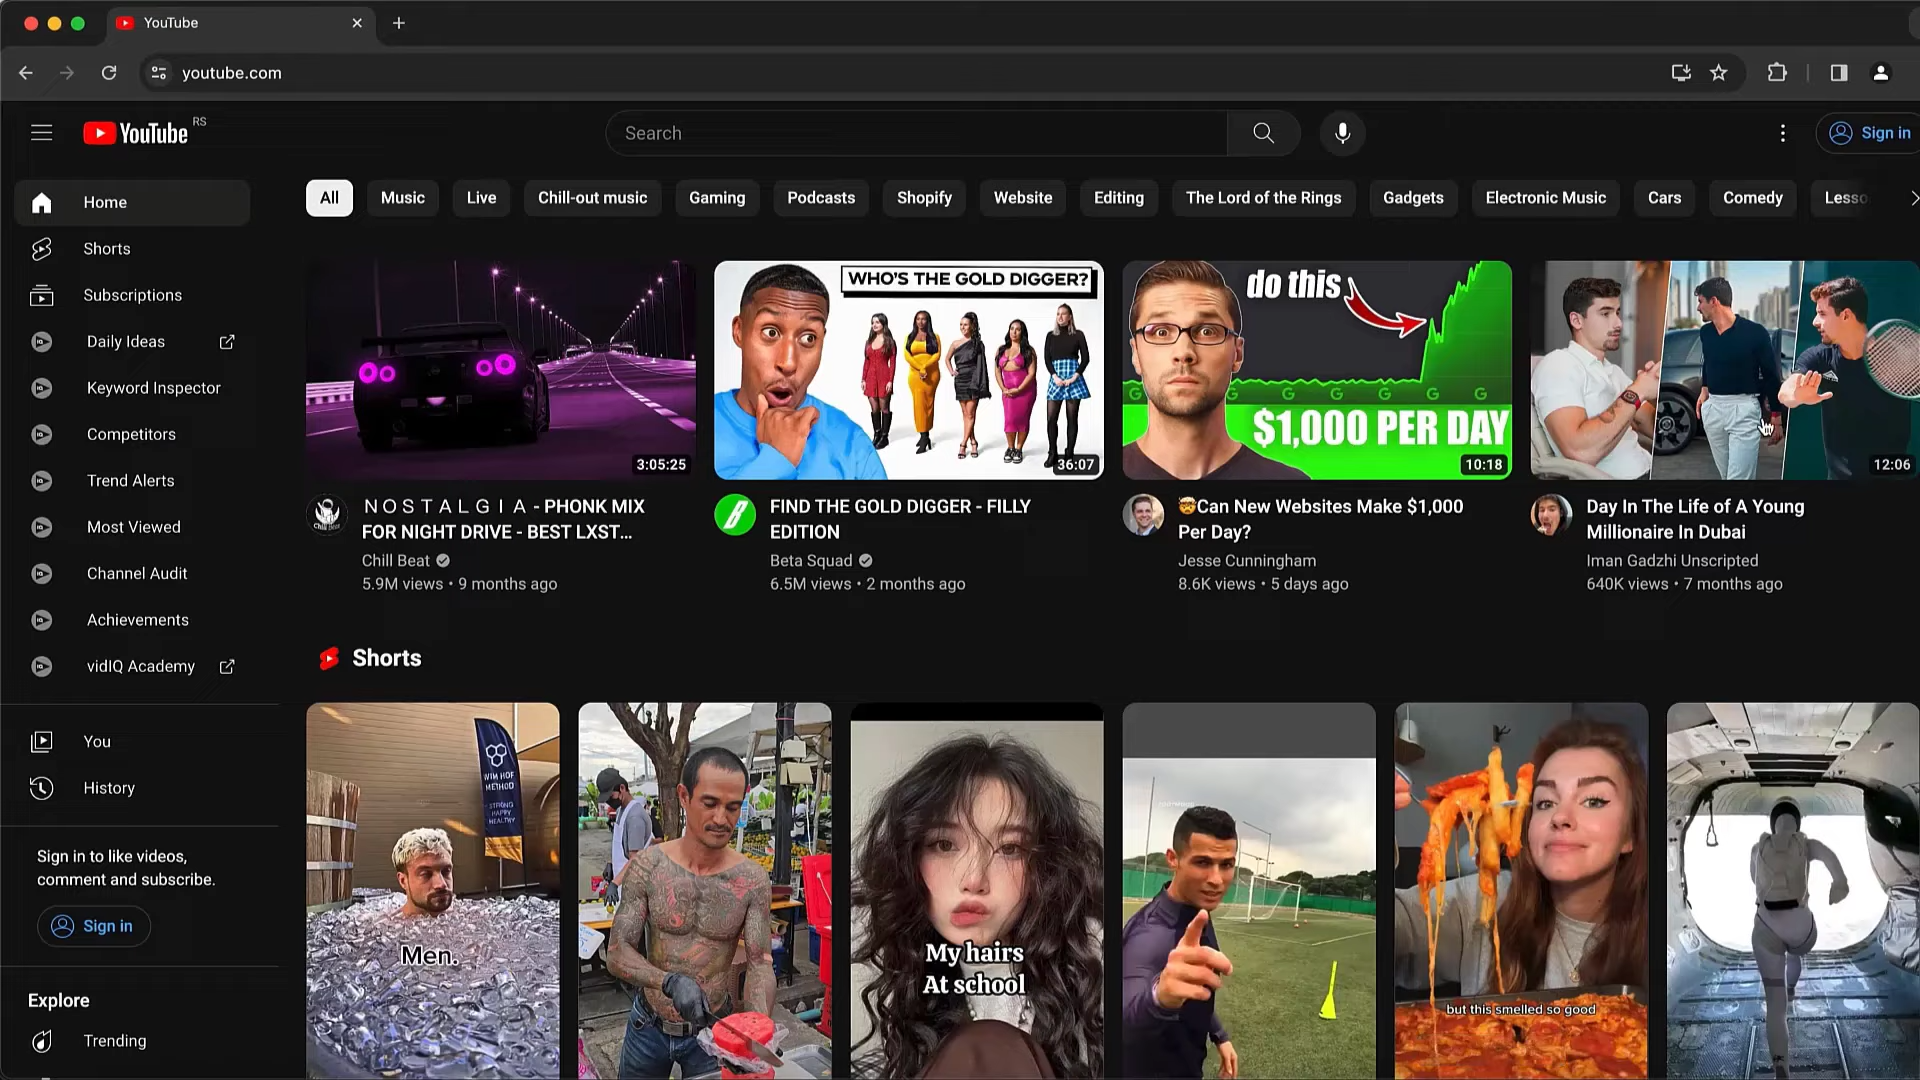 YouTube
youtube.com
YouTube RS
Search
Sign in
Home
Shorts
Subscriptions
Daily Ideas
Keyword Inspector
Competitors
Trend Alerts
Most Viewed
Channel Audit
Achievements
vidIQ Academy
You
History
Sign in to like videos,
comment and subscribe.
Sign in
Explore
Trending
All Music Live Chill-out music Gaming Podcasts Shopify Website Editing The Lord of the Rings Gadgets Electronic Music Cars Comedy Lesso
3:05:25
N O S T A L G I A - PHONK MIX
FOR NIGHT DRIVE - BEST LXST...
Chill Beat
5.9M views • 9 months ago
WHO'S THE GOLD DIGGER?
36:07
FIND THE GOLD DIGGER - FILLY
EDITION
Beta Squad
6.5M views • 2 months ago
do this
G G G G G G
$1,000 PER DAY
10:18
🤯Can New Websites Make $1,000
Per Day?
Jesse Cunningham
8.6K views • 5 days ago
12:06
Day In The Life of A Young
Millionaire In Dubai
Iman Gadzhi Unscripted
640K views • 7 months ago
Shorts
WIM HOF
METHOD
STRONG
HAPPY
HEALTHY
Men.
My hairs
At school
but this smelled so good